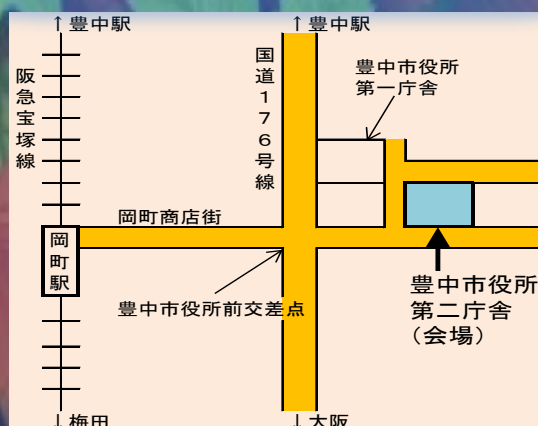 ↑豊中駅
↑豊中駅
阪急宝塚線
国道176号線
豊中市役所
第一庁舎
岡町商店街
岡町駅
豊中市役所前交差点
豊中市役所
第二庁舎
(会場)
↓梅田
↓大阪